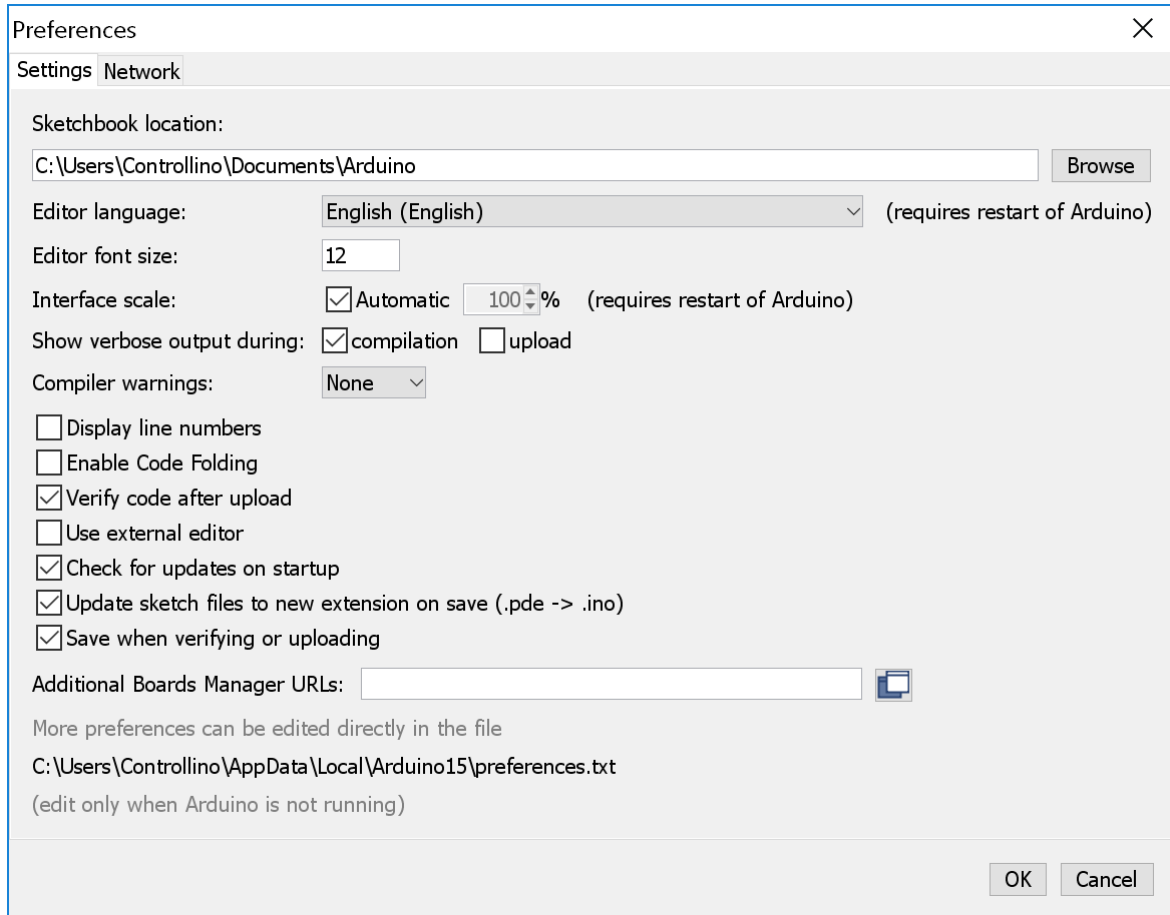 Preferences
Settings Network
Sketchbook location:
C:\Users\Controllino\Documents\Arduino Browse
Editor language: English (English) (requires restart of Arduino)
Editor font size: 12
Interface scale: Automatic 100 % (requires restart of Arduino)
Show verbose output during: compilation upload
Compiler warnings: None
Display line numbers
Enable Code Folding
Verify code after upload
Use external editor
Check for updates on startup
Update sketch files to new extension on save (.pde -> .ino)
Save when verifying or uploading
Additional Boards Manager URLs:
More preferences can be edited directly in the file
C:\Users\Controllino\AppData\Local\Arduino15\preferences.txt
(edit only when Arduino is not running)
OK Cancel